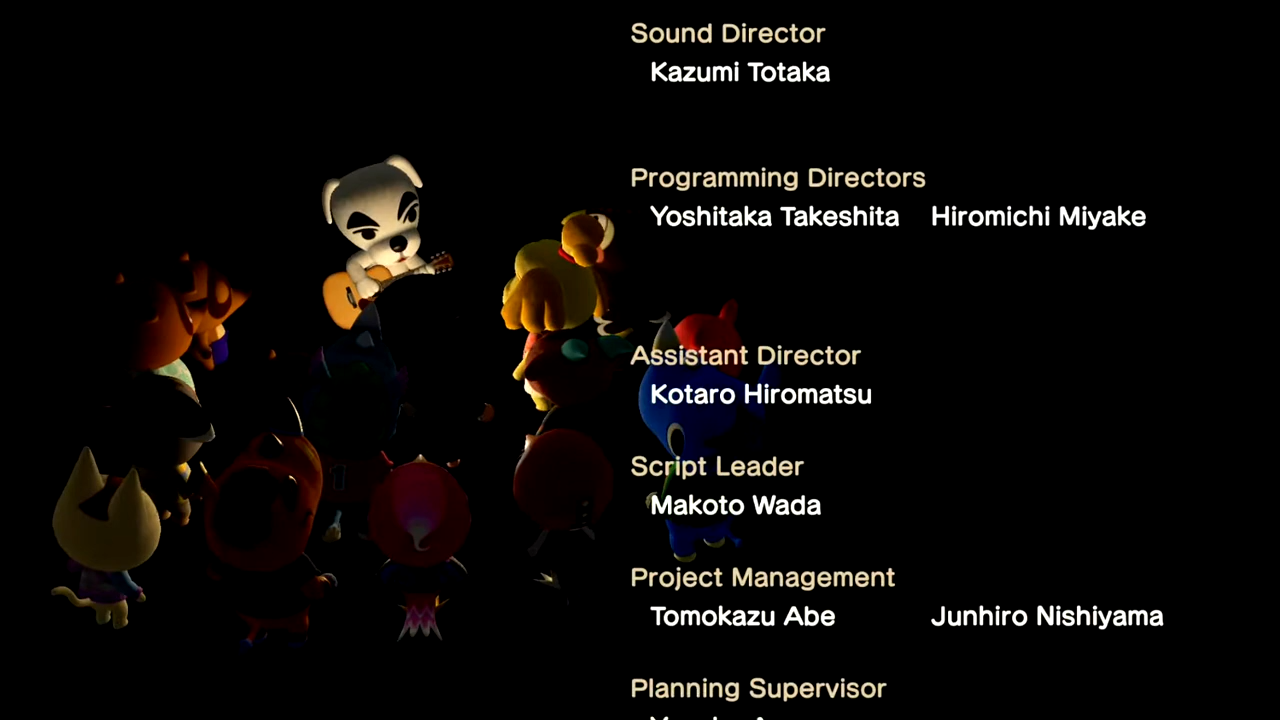 Sound Director
Kazumi Totaka
Programming Directors
Yoshitaka Takeshita Hiromichi Miyake
Assistant Director
Kotaro Hiromatsu
Script Leader
Makoto Wada
Project Management
Tomokazu Abe Junhiro Nishiyama
Planning Supervisor